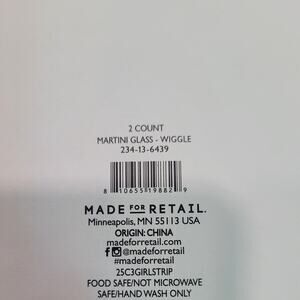 2 COUNT
MARTINI GLASS - WIGGLE
234-13-6439
8 10655 19882 9
MADE FOR RETAIL.
Minneapolis, MN 55113 USA
ORIGIN: CHINA
madeforretail.com
@madeforretail
#madeforretail
25C3GIRLSTRIP
FOOD SAFE/NOT MICROWAVE
SAFE/HAND WASH ONLY